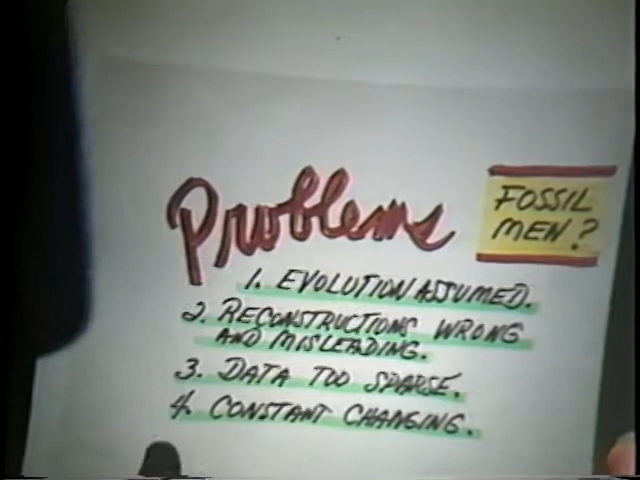 Problems
FOSSIL
MEN?
1. EVOLUTION ASSUMED.
2. RECONSTRUCTIONS WRONG
AND MISLEADING.
3. DATA TOO SPARSE.
4. CONSTANT CHANGING.